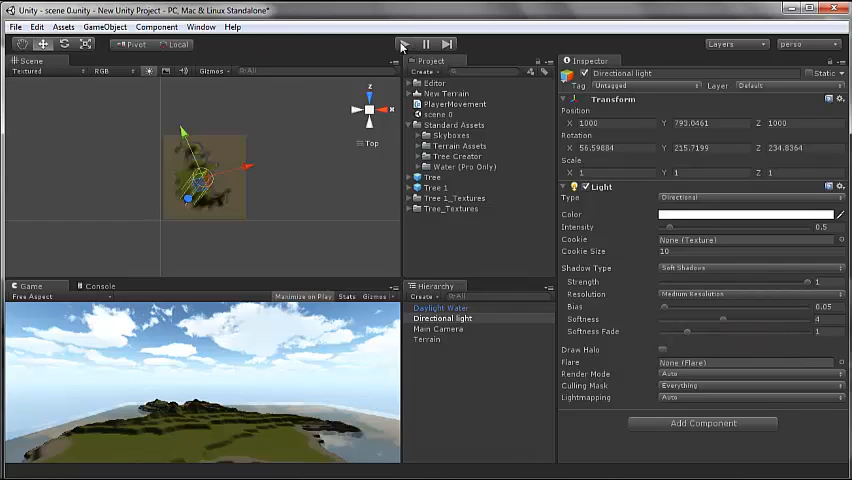 Unity - scene 0.unity - New Unity Project - PC, Mac & Linux Standalone*
File Edit Assets GameObject Component Window Help
Pivot Local Layers perso
Scene
Textured RGB Gizmos All
z
x
Top
Project
Create
Editor
New Terrain
PlayerMovement
scene 0
Standard Assets
Skyboxes
Terrain Assets
Tree Creator
Water (Pro Only)
Tree
Tree 1
Tree 1_Textures
Tree_Textures
Inspector
Directional light Static
Tag Untagged Layer Default
Transform
Position
X 1000 Y 793.0461 Z 1000
Rotation
X 56.59884 Y 215.7199 Z 234.8364
Scale
X 1 Y 1 Z 1
Light
Type Directional
Color
Intensity 0.5
Cookie None (Texture)
Cookie Size 10
Shadow Type Soft Shadows
Strength 1
Resolution Medium Resolution
Bias 0.05
Softness 4
Softness Fade 1
Draw Halo
Flare None (Flare)
Render Mode Auto
Culling Mask Everything
Lightmapping Auto
Add Component
Game Console
Free Aspect Maximize on Play Stats Gizmos
Hierarchy
Create All
Daylight Water
Directional light
Main Camera
Terrain